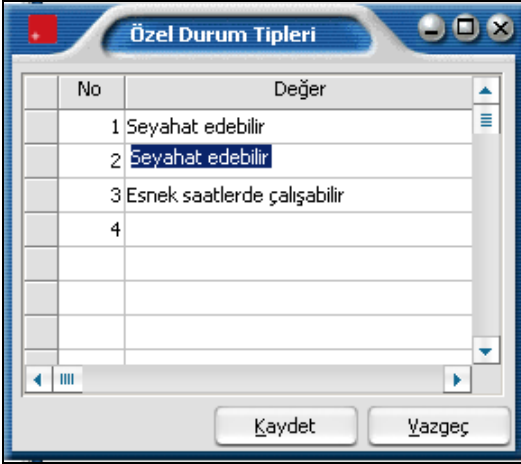 Özel Durum Tipleri
No Değer
1 Seyahat edebilir
2 Seyahat edebilir
3 Esnek saatlerde çalışabilir
4
Kaydet Vazgeç